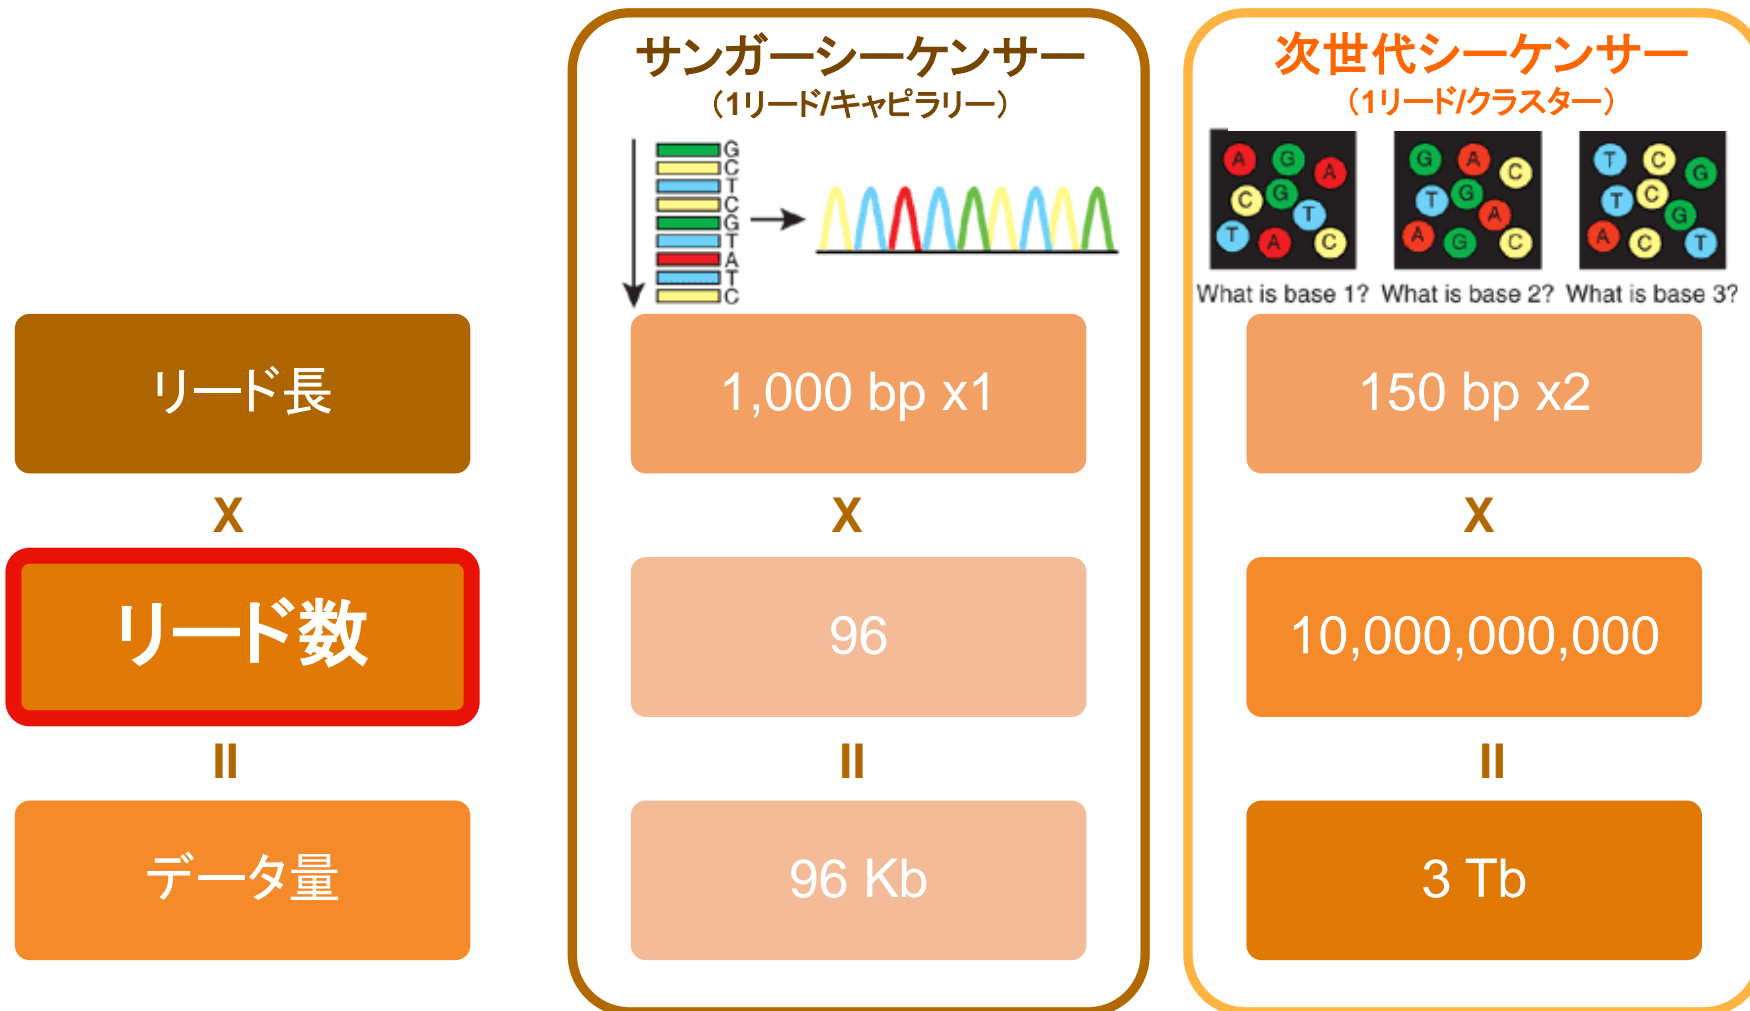 サンガーシーケンサー
（1リード/キャピラリー）
G
C
T
C
G
T
A
T
C
次世代シーケンサー
（1リード/クラスター）
A G A
C G T
T A C
What is base 1?
G A C
T G A
A G C
What is base 2?
T C G
T C G
A C T
What is base 3?
リード長
1,000 bp x1
150 bp x2
X
X
X
リード数
96
10,000,000,000
=
=
=
データ量
96 Kb
3 Tb